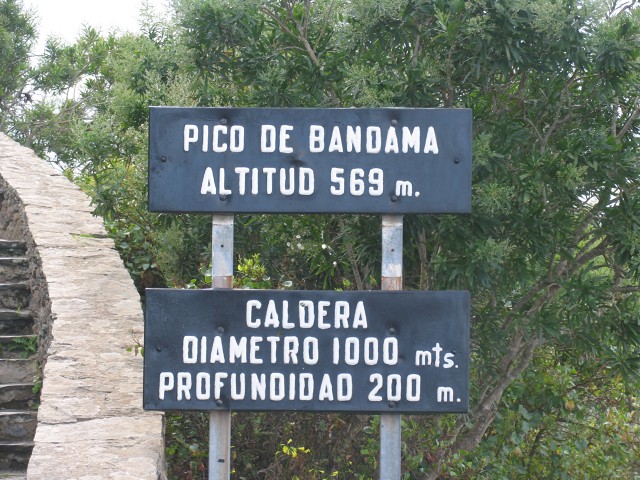 PICO DE BANDAMA
ALTITUD 569 m.
CALDERA
DIAMETRO 1000 mts.
PROFUNDIDAD 200 m.